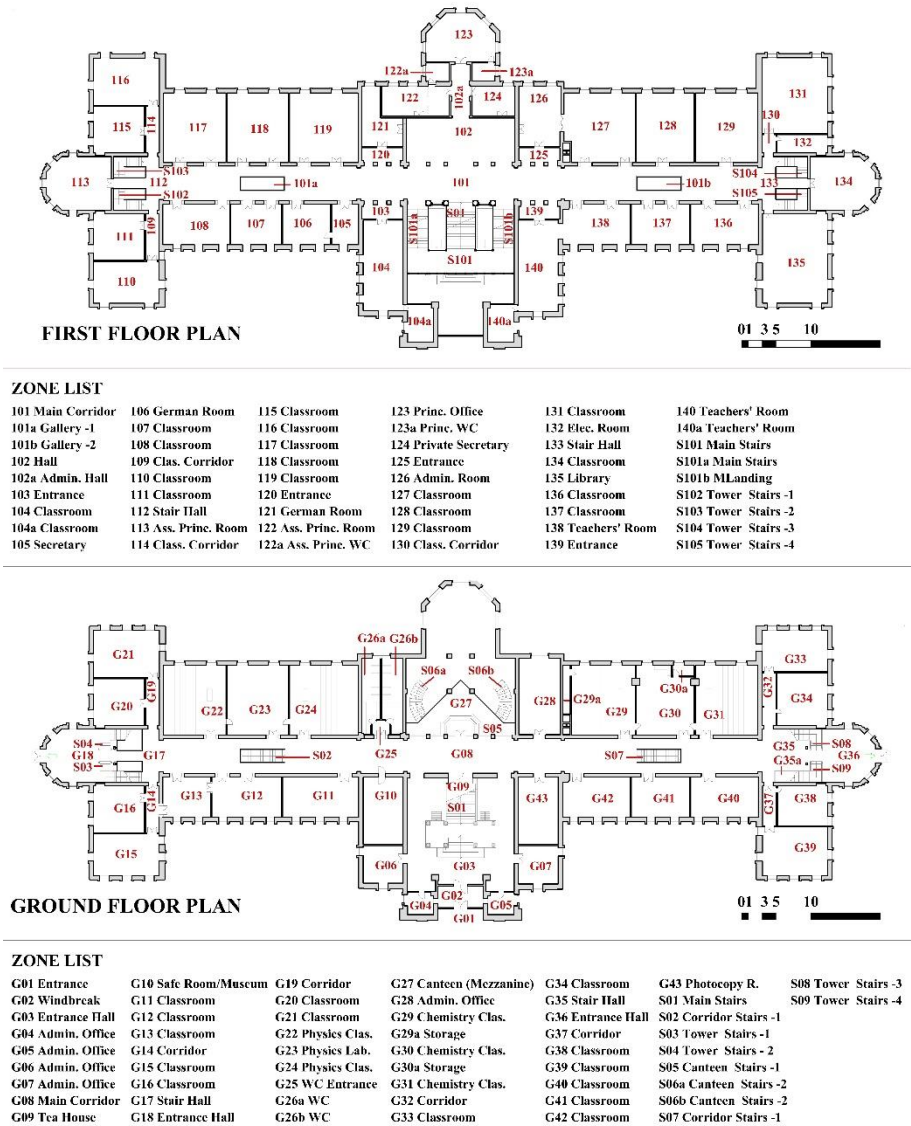 123
122a
123a
116
122
102a
124
126
131
115
114
117
118
119
121
102
127
128
129
130
120
125
132
S103
S104
113
112
101a
101
101b
133
134
S102
S105
103
S01
139
109
108
107
106
105
S101a
S101b
138
137
136
111
104
S101
140
135
110
104a
140a
FIRST FLOOR PLAN
01 3 5 10
ZONE LIST
101 Main Corridor 106 German Room 115 Classroom 123 Princ. Office 131 Classroom 140 Teachers' Room
101a Gallery -1 107 Classroom 116 Classroom 123a Princ. WC 132 Elec. Room 140a Teachers' Room
101b Gallery -2 108 Classroom 117 Classroom 124 Private Secretary 133 Stair Hall S101 Main Stairs
102 Hall 109 Clas. Corridor 118 Classroom 125 Entrance 134 Classroom S101a Main Stairs
102a Admin. Hall 110 Classroom 119 Classroom 126 Admin. Room 135 Library S101b MLanding
103 Entrance 111 Classroom 120 Entrance 127 Classroom 136 Classroom S102 Tower Stairs -1
104 Classroom 112 Stair Hall 121 German Room 128 Classroom 137 Classroom S103 Tower Stairs -2
104a Classroom 113 Ass. Princ. Room 122 Ass. Princ. Room 129 Classroom 138 Teachers' Room S104 Tower Stairs -3
105 Secretary 114 Class. Corridor 122a Ass. Princ. WC 130 Class. Corridor 139 Entrance S105 Tower Stairs -4
G26a
G26b
G21
S06a
S06b
G33
G19
G30a
G32
G20
G22
G23
G24
G27
G28
G29a
G29
G30
G31
G34
S05
S04
G18
G17
S02
G25
G08
S07
G35
S08
G36
S03
G35a
S09
G09
G16
G14
G13
G12
G11
G10
S01
G43
G42
G41
G40
G37
G38
G15
G06
G03
G07
G39
G02
G04
G05
G01
GROUND FLOOR PLAN
01 3 5 10
ZONE LIST
G01 Entrance G10 Safe Room/Museum G19 Corridor G27 Canteen (Mezzanine) G34 Classroom G43 Photocopy R. S08 Tower Stairs -3
G02 Windbreak G11 Classroom G20 Classroom G28 Admin. Office G35 Stair Hall S01 Main Stairs S09 Tower Stairs -4
G03 Entrance Hall G12 Classroom G21 Classroom G29 Chemistry Clas. G36 Entrance Hall S02 Corridor Stairs -1
G04 Admin. Office G13 Classroom G22 Physics Clas. G29a Storage G37 Corridor S03 Tower Stairs -1
G05 Admin. Office G14 Corridor G23 Physics Lab. G30 Chemistry Clas. G38 Classroom S04 Tower Stairs - 2
G06 Admin. Office G15 Classroom G24 Physics Clas. G30a Storage G39 Classroom S05 Canteen Stairs -1
G07 Admin. Office G16 Classroom G25 WC Entrance G31 Chemistry Clas. G40 Classroom S06a Canteen Stairs -2
G08 Main Corridor G17 Stair Hall G26a WC G32 Corridor G41 Classroom S06b Canteen Stairs -2
G09 Tea House G18 Entrance Hall G26b WC G33 Classroom G42 Classroom S07 Corridor Stairs -1